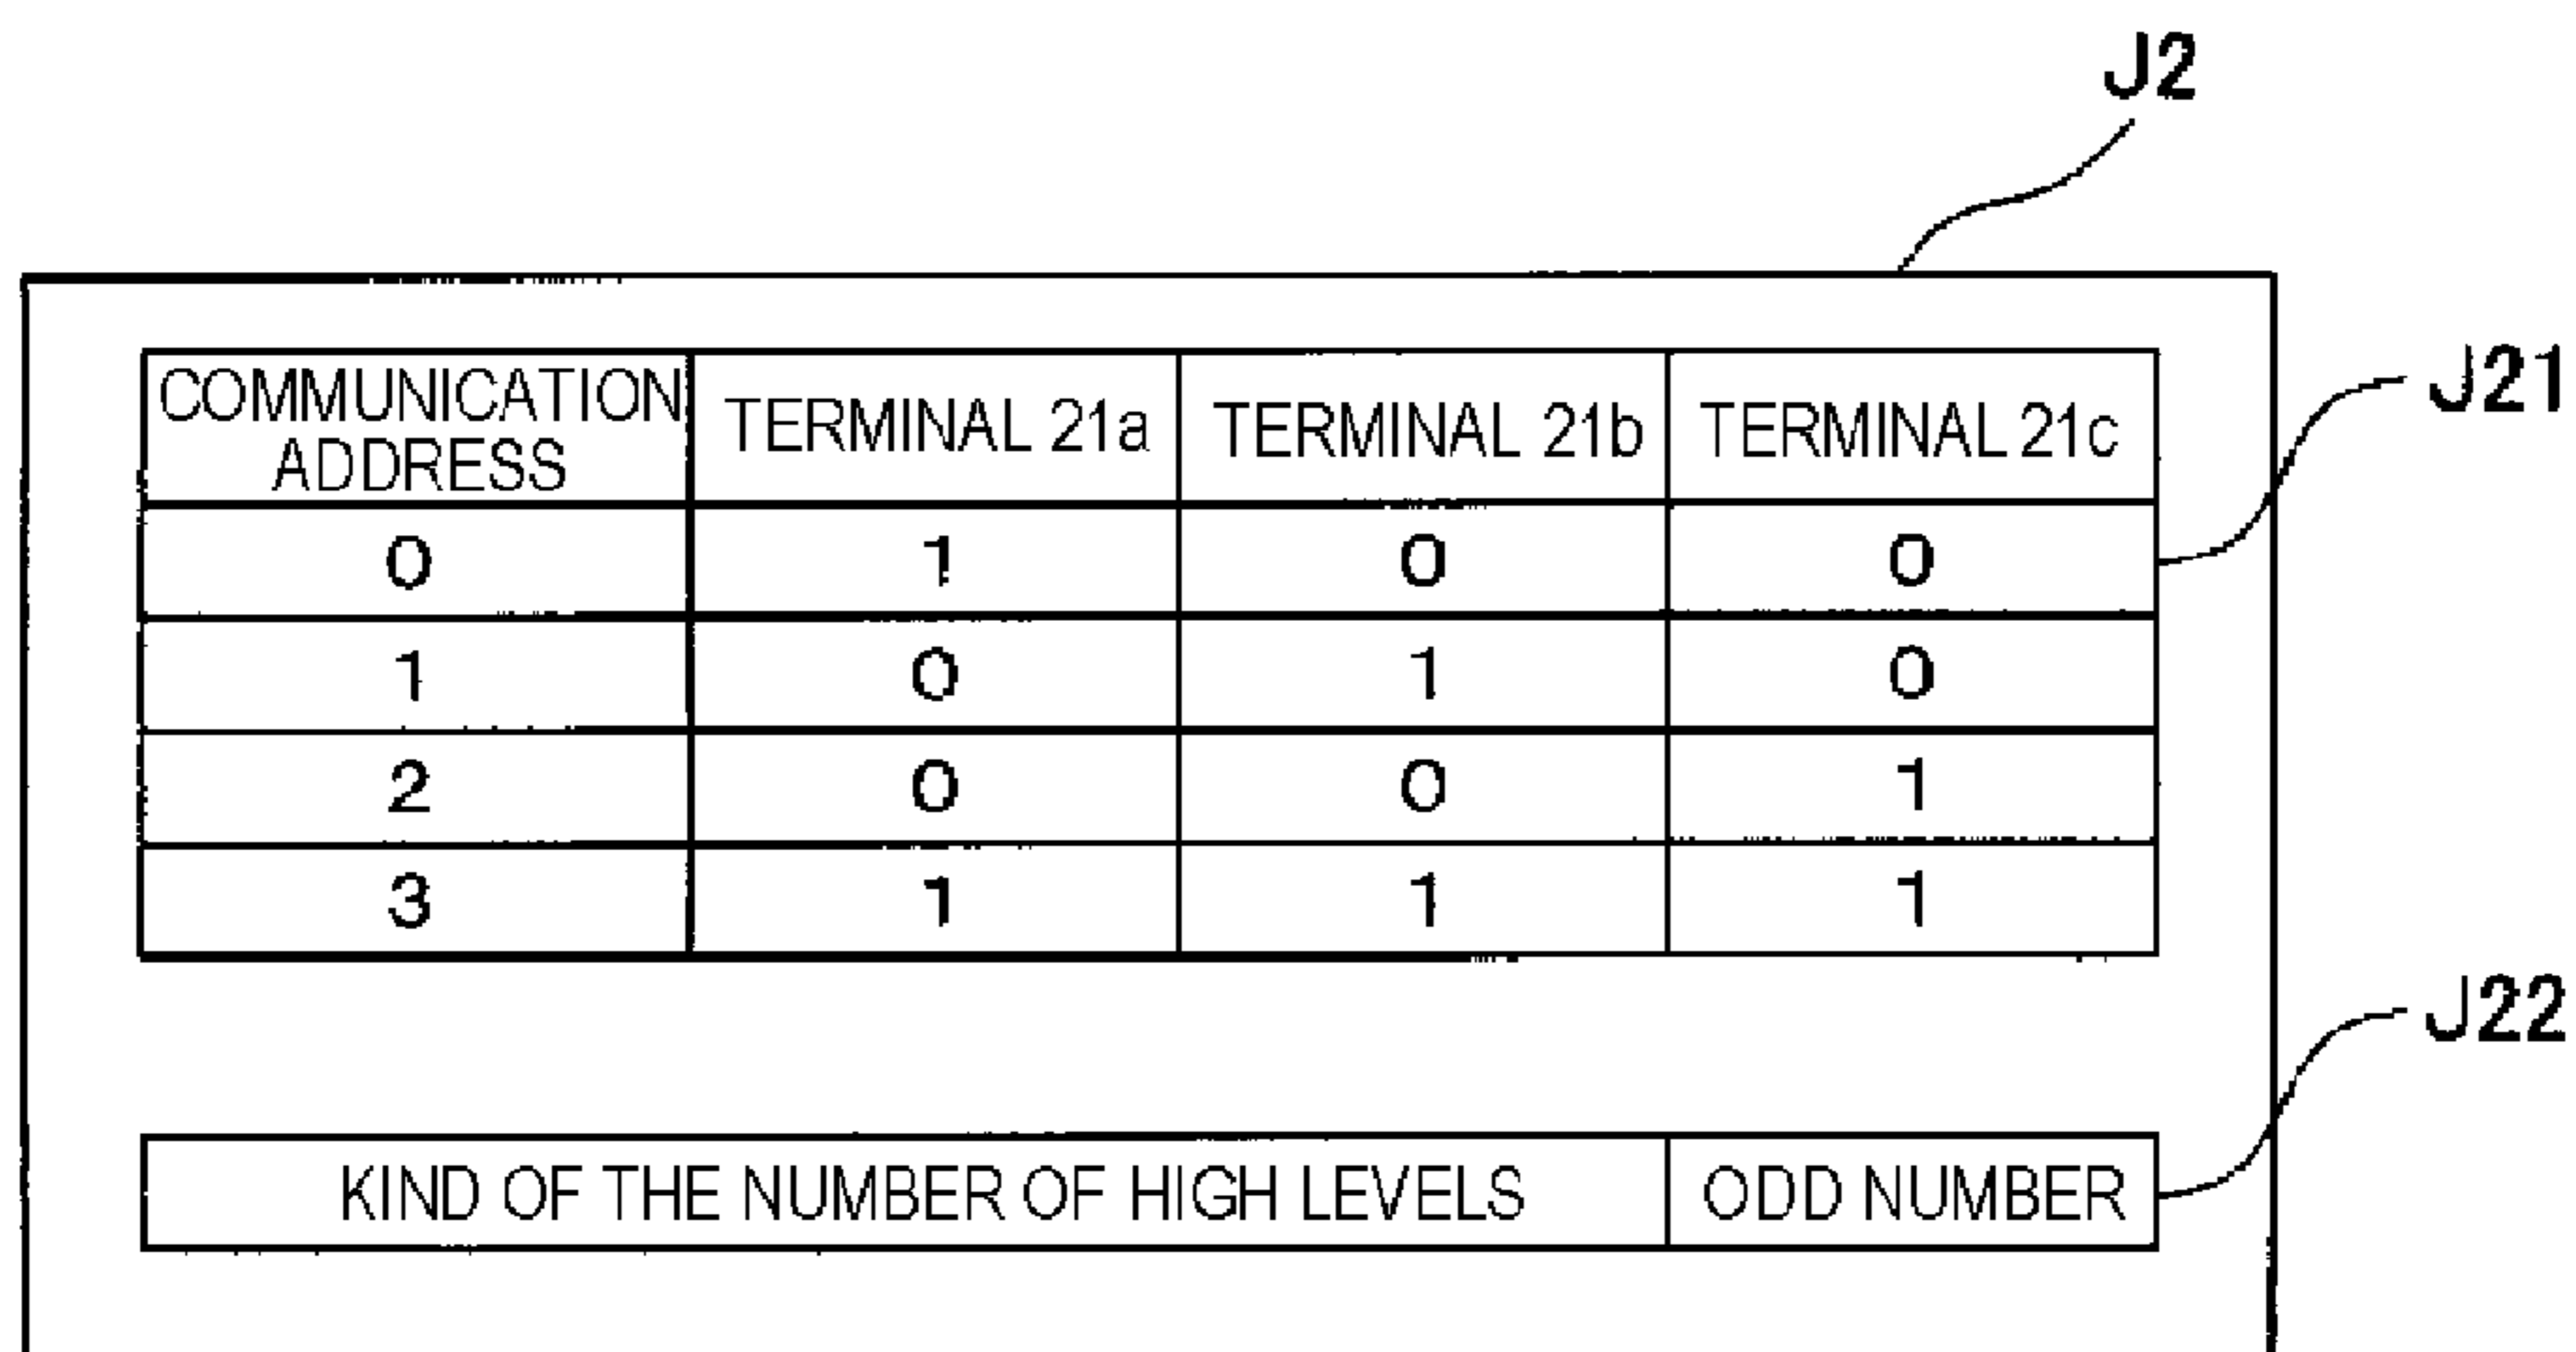 J2
COMMUNICATION
ADDRESS
TERMINAL 21a
TERMINAL 21b
TERMINAL 21c
J21
0
1
0
0
1
0
1
0
2
0
0
1
3
1
1
1
J22
KIND OF THE NUMBER OF HIGH LEVELS
ODD NUMBER